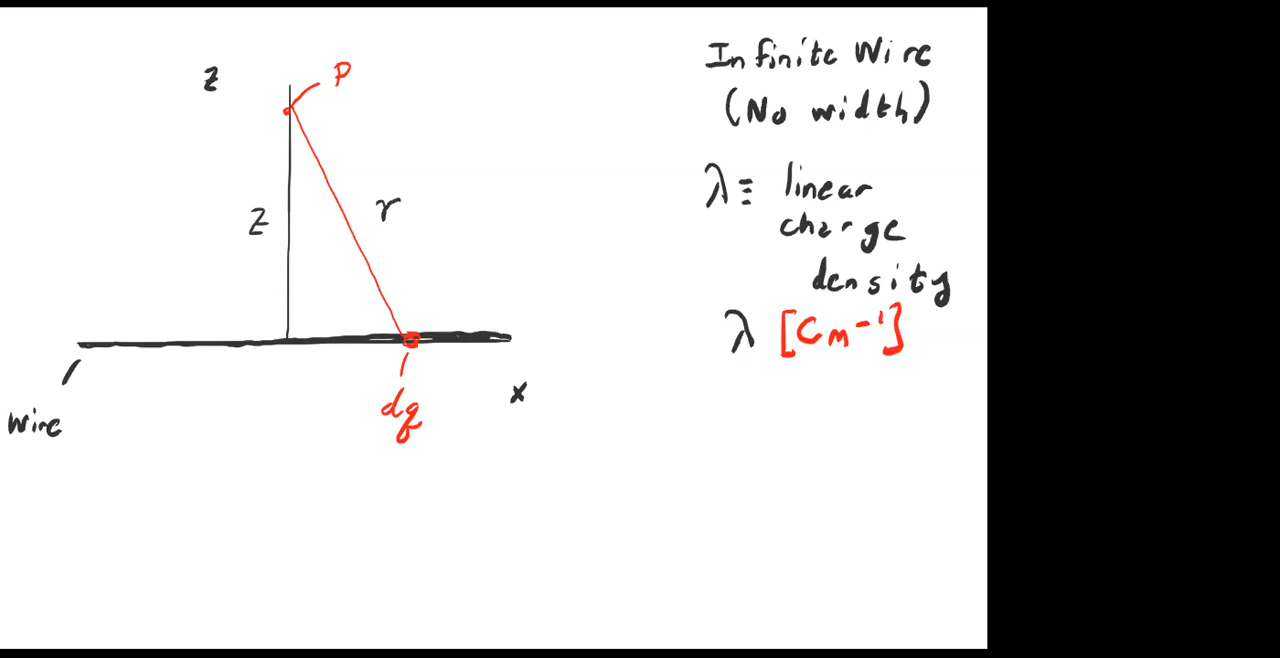 Infinite Wire
(No width)
λ ≡ linear
charge
density
λ [Cm⁻¹]
z
P
z
r
dq
x
wire